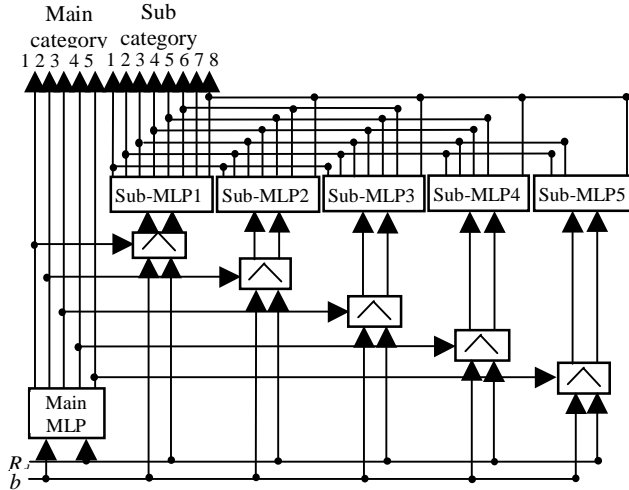 Main Sub
category category
1 2 3 4 5 1 2 3 4 5 6 7 8
Sub-MLP1 Sub-MLP2 Sub-MLP3 Sub-MLP4 Sub-MLP5
Main
MLP
R
b